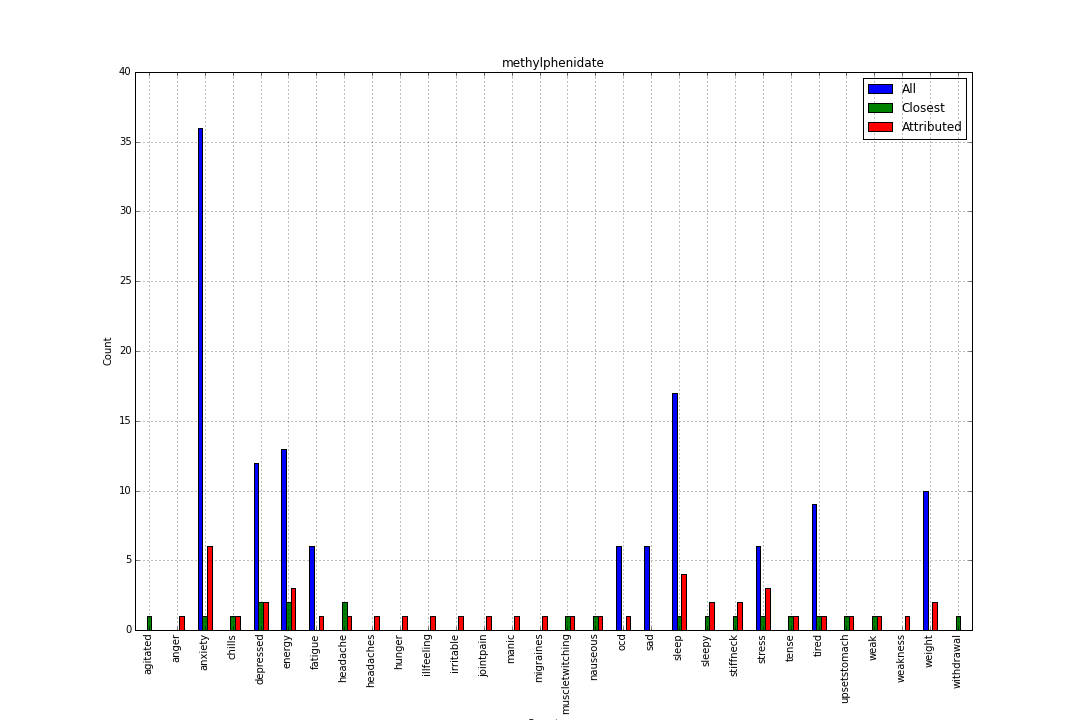 methylphenidate
40
35
30
25
20
15
10
5
0
Count
All
Closest
Attributed
agitated
anger
anxiety
chills
depressed
energy
fatigue
headache
headaches
hunger
illfeeling
irritable
jointpain
manic
migraines
muscletwitching
nauseous
ocd
sad
sleep
sleepy
stiffneck
stress
tense
tired
upsetstomach
weak
weakness
weight
withdrawal